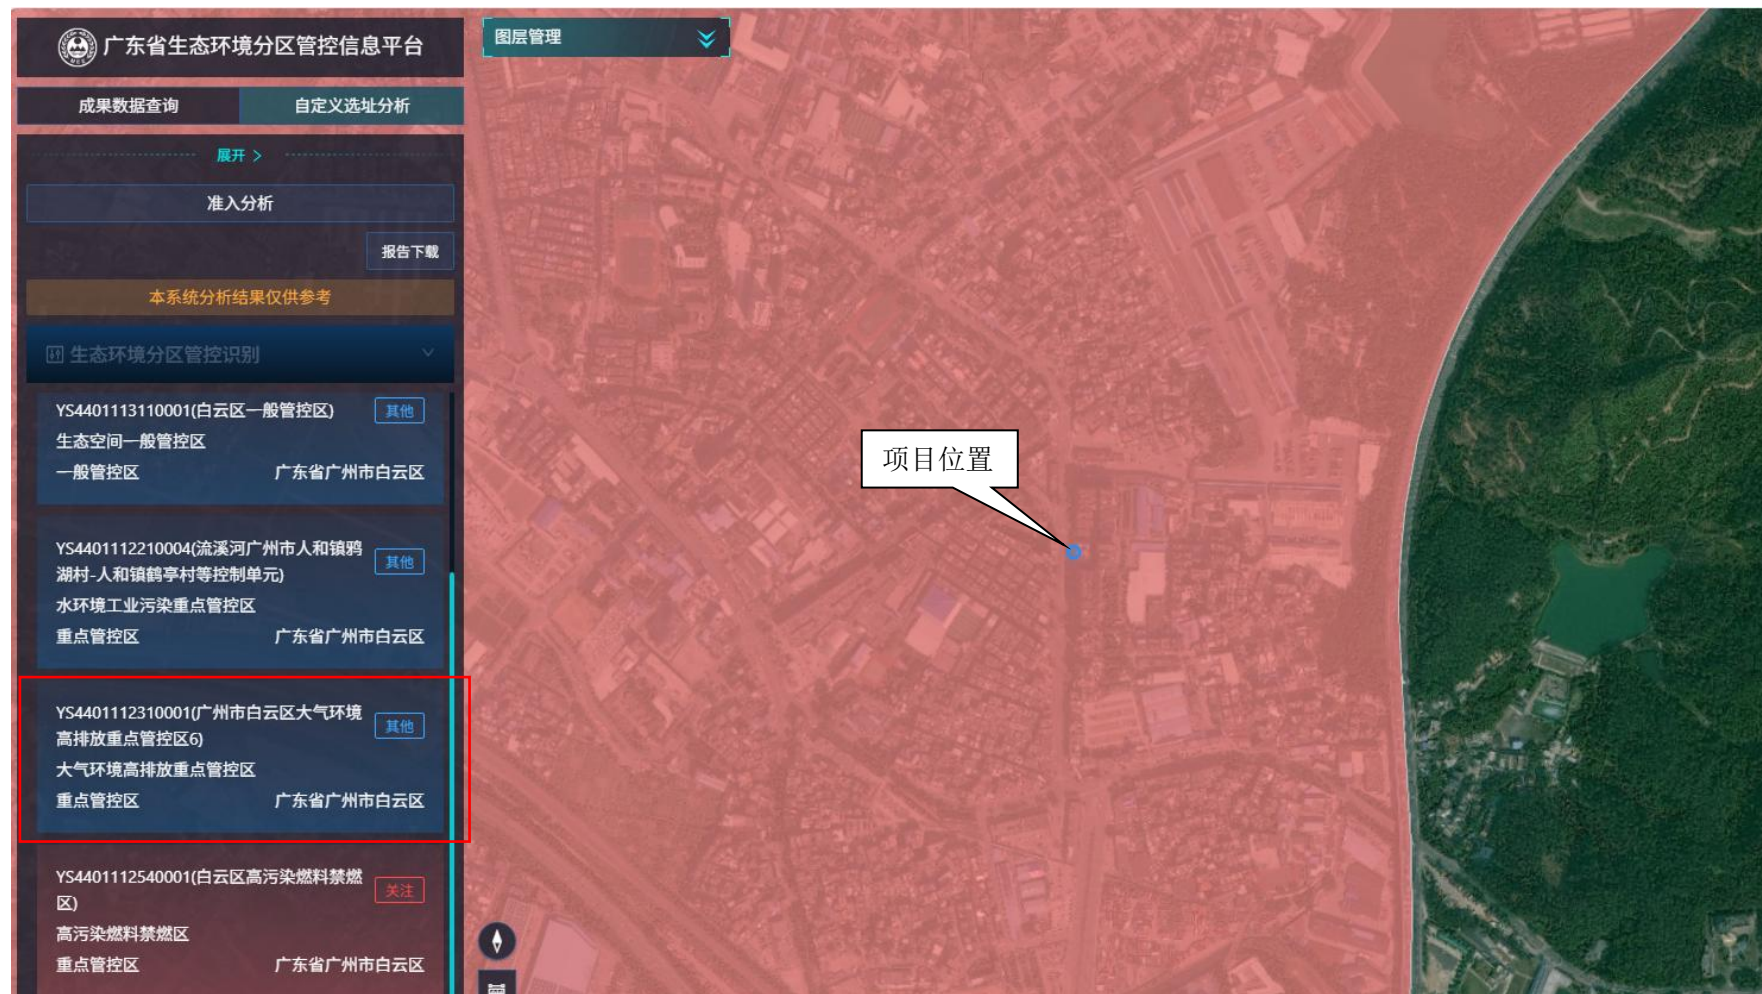 广东省生态环境分区管控信息平台
图层管理
成果数据查询
自定义选址分析
展开 >
准入分析
报告下载
本系统分析结果仅供参考
生态环境分区管控识别
YS4401113110001(白云区一般管控区)
其他
生态空间一般管控区
一般管控区
广东省广州市白云区
YS4401112210004(流溪河广州市人和镇鸦
湖村-人和镇鹤亭村等控制单元)
其他
水环境工业污染重点管控区
重点管控区
广东省广州市白云区
YS4401112310001(广州市白云区大气环境
高排放重点管控区6)
其他
大气环境高排放重点管控区
重点管控区
广东省广州市白云区
YS4401112540001(白云区高污染燃料禁燃
区)
关注
高污染燃料禁燃区
重点管控区
广东省广州市白云区
项目位置